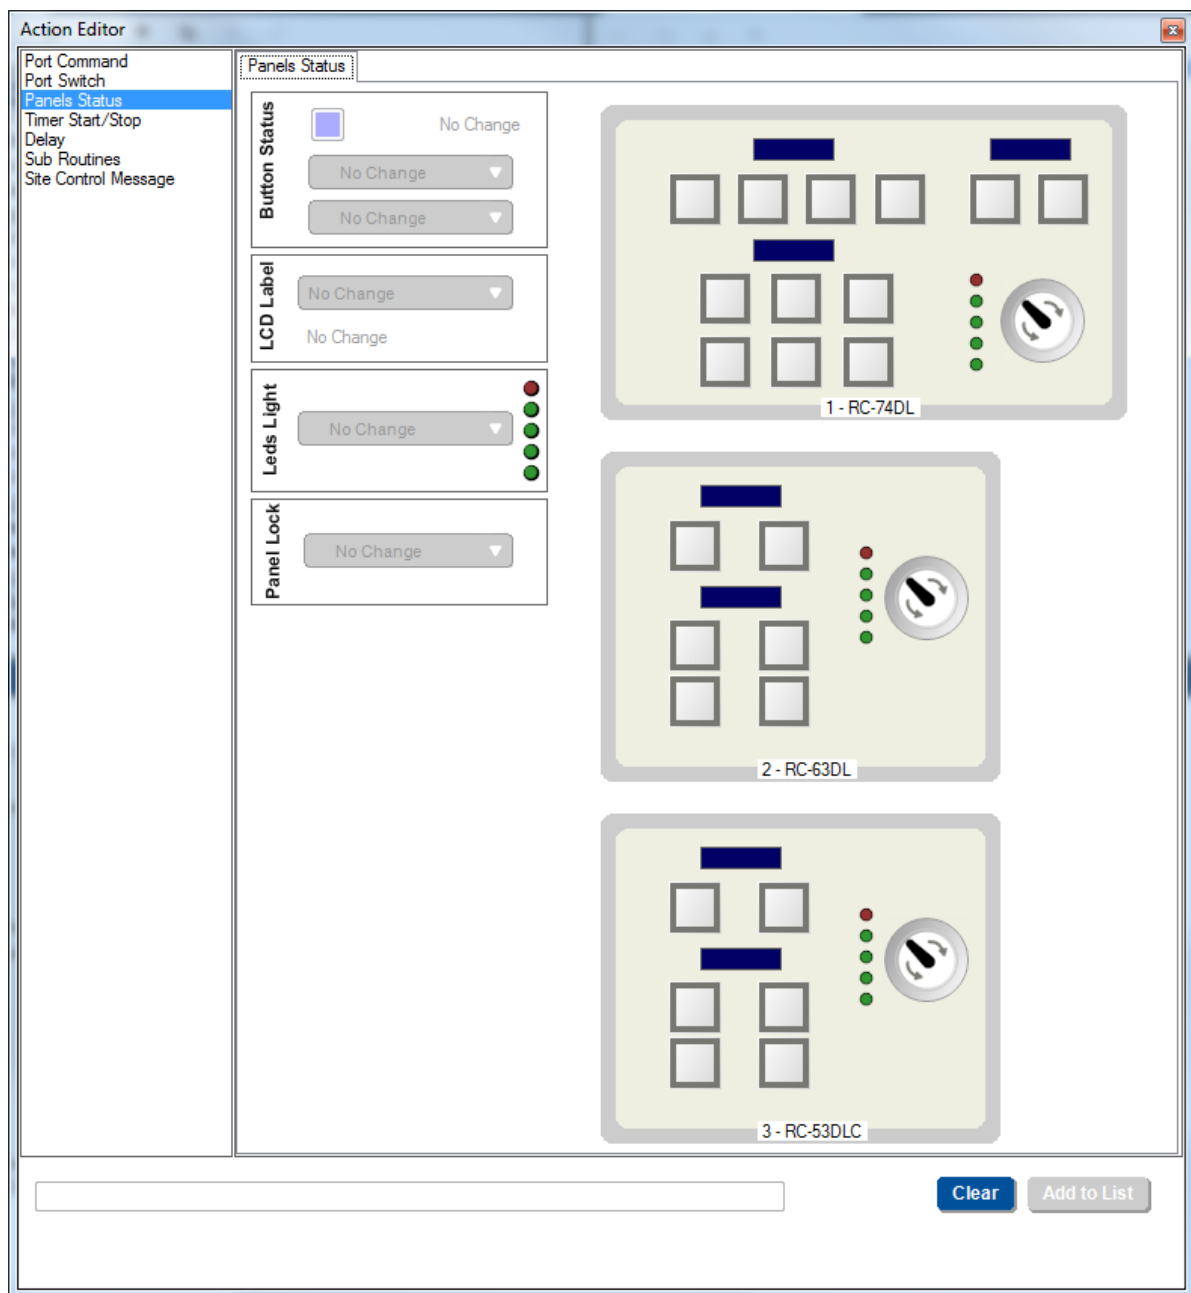 Action Editor
Port Command
Port Switch
Panels Status
Timer Start/Stop
Delay
Sub Routines
Site Control Message
Panels Status
Button Status
No Change
No Change
No Change
LCD Label
No Change
No Change
Leds Light
No Change
Panel Lock
No Change
1 - RC-74DL
2 - RC-63DL
3 - RC-53DLC
Clear
Add to List